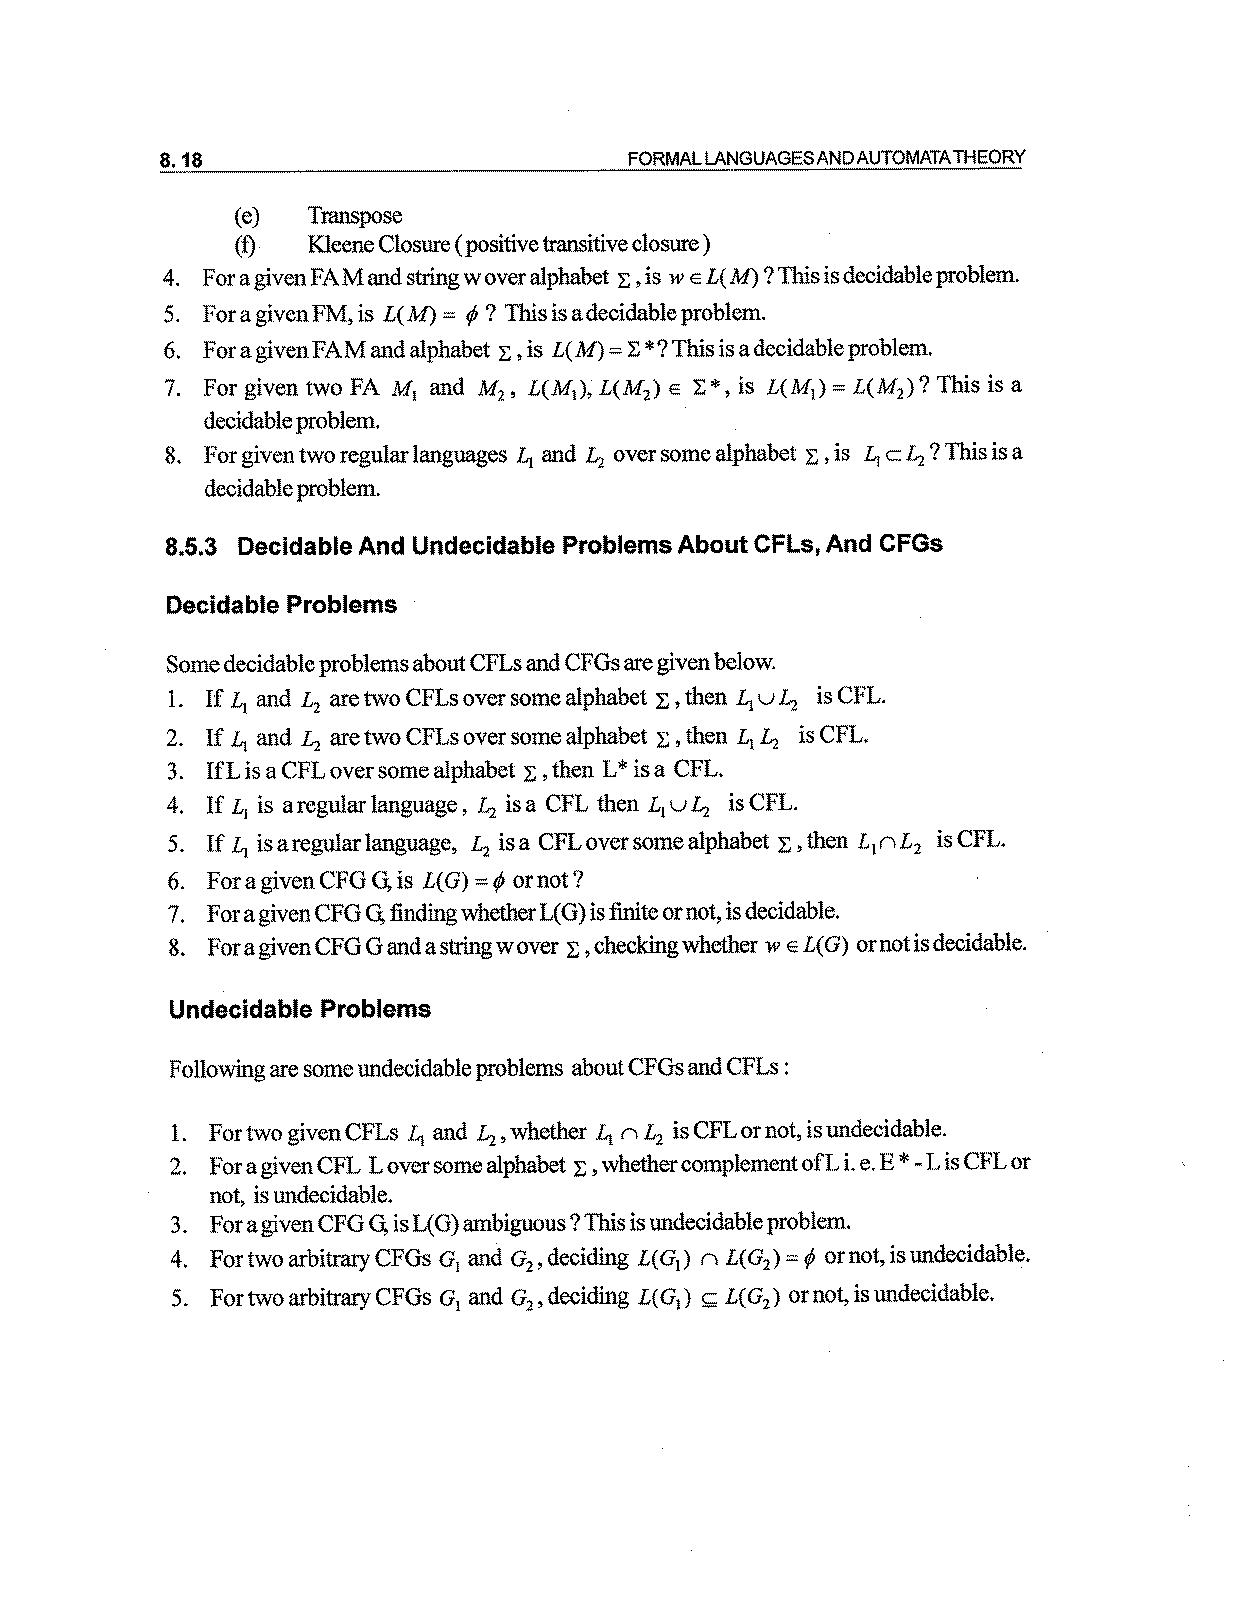 8. 18 FORMAL LANGUAGES AND AUTOMATA THEORY
(e) Transpose
(f) Kleene Closure ( positive transitive closure )
4. For a given FA M and string w over alphabet Σ , is w ∈ L( M) ? This is decidable problem.
5. For a given FM, is L( M) = ϕ ? This is a decidable problem.
6. For a given FA M and alphabet Σ , is L( M) = Σ *? This is a decidable problem.
7. For given two FA M₁ and M₂ , L( M₁), L( M₂) ∈ Σ*, is L( M₁) = L( M₂) ? This is a
decidable problem.
8. For given two regular languages L₁ and L₂ over some alphabet Σ , is L₁ ⊂ L₂ ? This is a
decidable problem.
8.5.3 Decidable And Undecidable Problems About CFLs, And CFGs
Decidable Problems
Some decidable problems about CFLs and CFGs are given below.
1. If L₁ and L₂ are two CFLs over some alphabet Σ , then L₁ ∪ L₂ is CFL.
2. If L₁ and L₂ are two CFLs over some alphabet Σ , then L₁ L₂ is CFL.
3. If L is a CFL over some alphabet Σ , then L* is a CFL.
4. If L₁ is a regular language , L₂ is a CFL then L₁ ∪ L₂ is CFL.
5. If L₁ is a regular language, L₂ is a CFL over some alphabet Σ , then L₁ ∩ L₂ is CFL.
6. For a given CFG G, is L(G) = ϕ or not ?
7. For a given CFG G, finding whether L(G) is finite or not, is decidable.
8. For a given CFG G and a string w over Σ , checking whether w ∈ L(G) or not is decidable.
Undecidable Problems
Following are some undecidable problems about CFGs and CFLs :
1. For two given CFLs L₁ and L₂ , whether L₁ ∩ L₂ is CFL or not, is undecidable.
2. For a given CFL L over some alphabet Σ , whether complement of L i. e. E * - L is CFL or
not, is undecidable.
3. For a given CFG G, is L(G) ambiguous ? This is undecidable problem.
4. For two arbitrary CFGs G₁ and G₂ , deciding L(G₁) ∩ L(G₂) = ϕ or not, is undecidable.
5. For two arbitrary CFGs G₁ and G₂ , deciding L(G₁) ⊆ L(G₂) or not, is undecidable.